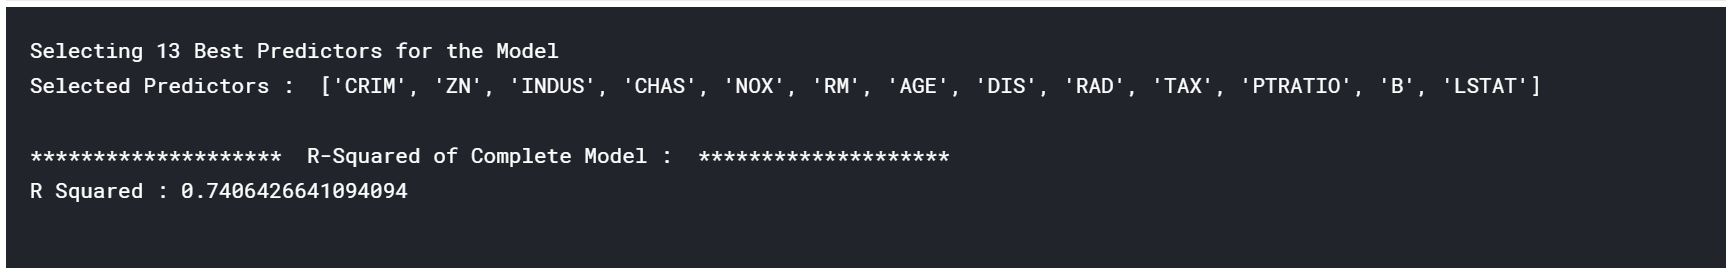 Selecting 13 Best Predictors for the Model
Selected Predictors :  ['CRIM', 'ZN', 'INDUS', 'CHAS', 'NOX', 'RM', 'AGE', 'DIS', 'RAD', 'TAX', 'PTRATIO', 'B', 'LSTAT']
********************  R-Squared of Complete Model :  ********************
R Squared : 0.7406426641094094